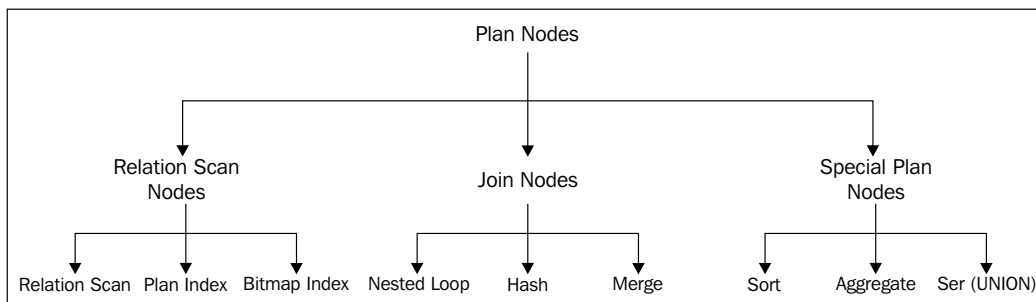 Plan Nodes
Relation Scan
Nodes
Join Nodes
Special Plan
Nodes
Relation Scan
Plan Index
Bitmap Index
Nested Loop
Hash
Merge
Sort
Aggregate
Ser (UNION)